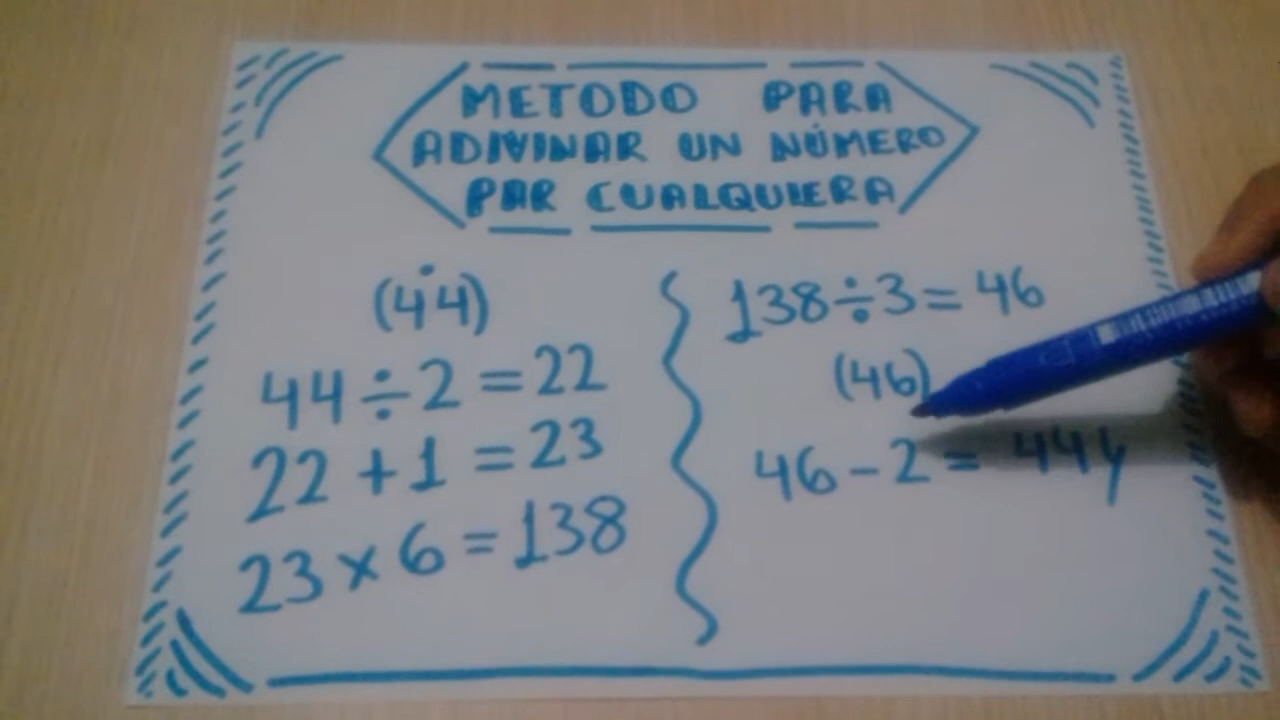 METODO PARA
ADIVINAR UN NÚMERO
PAR CUALQUIERA
(44)
44÷2=22
22+1=23
23×6=138
138÷3=46
(46)
46-2=44